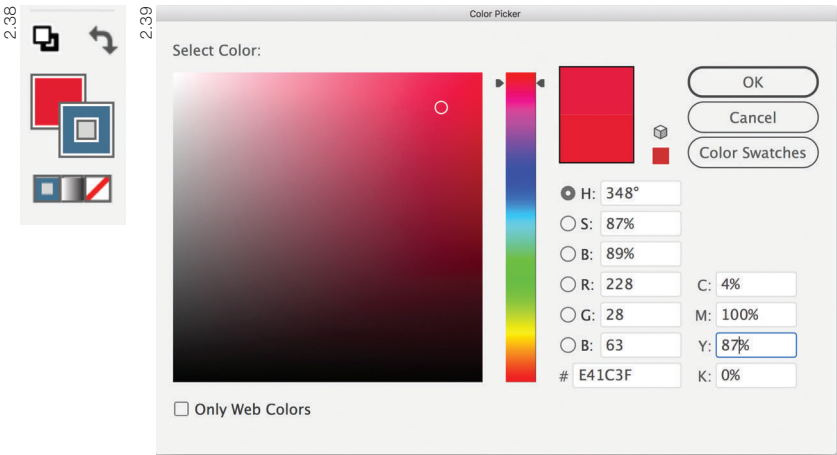 2.38
2.39
Color Picker
Select Color:
OK
Cancel
Color Swatches
H: 348°
S: 87%
B: 89%
R: 228
C: 4%
G: 28
M: 100%
B: 63
Y: 87%
# E41C3F
K: 0%
Only Web Colors